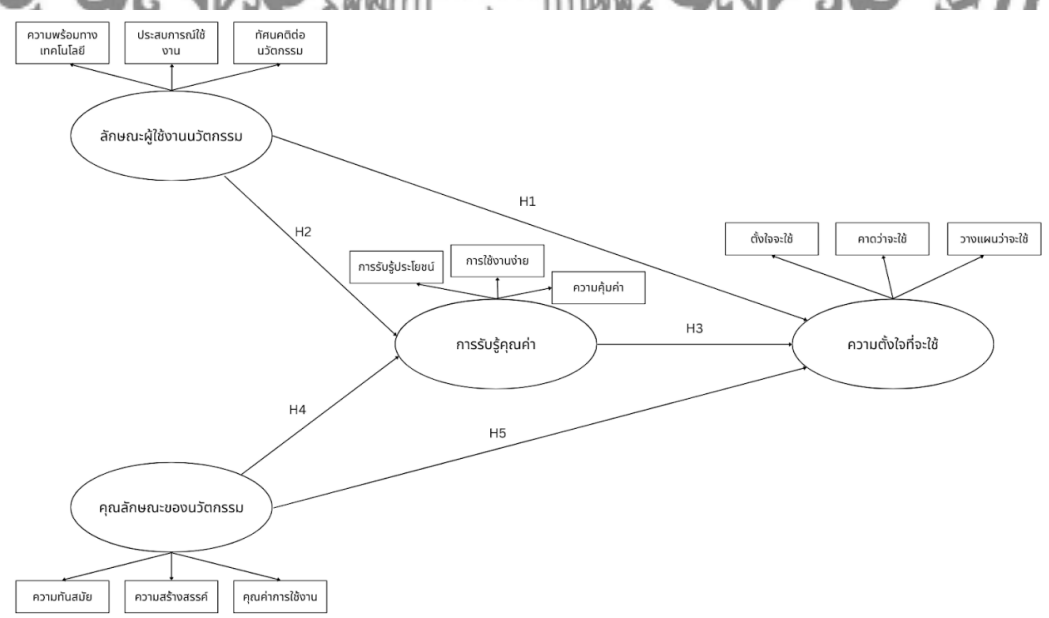 ความพร้อมทาง
เทคโนโลยี
ประสบการณ์ใช้
งาน
ทัศนคติต่อ
นวัตกรรม
ลักษณะผู้ใช้งานนวัตกรรม
H1
H2
ตั้งใจจะใช้
คาดว่าจะใช้
วางแผนว่าจะใช้
การรับรู้ประโยชน์
การใช้งานง่าย
ความคุ้มค่า
การรับรู้คุณค่า
H3
ความตั้งใจที่จะใช้
H4
H5
คุณลักษณะของนวัตกรรม
ความทันสมัย
ความสร้างสรรค์
คุณค่าการใช้งาน